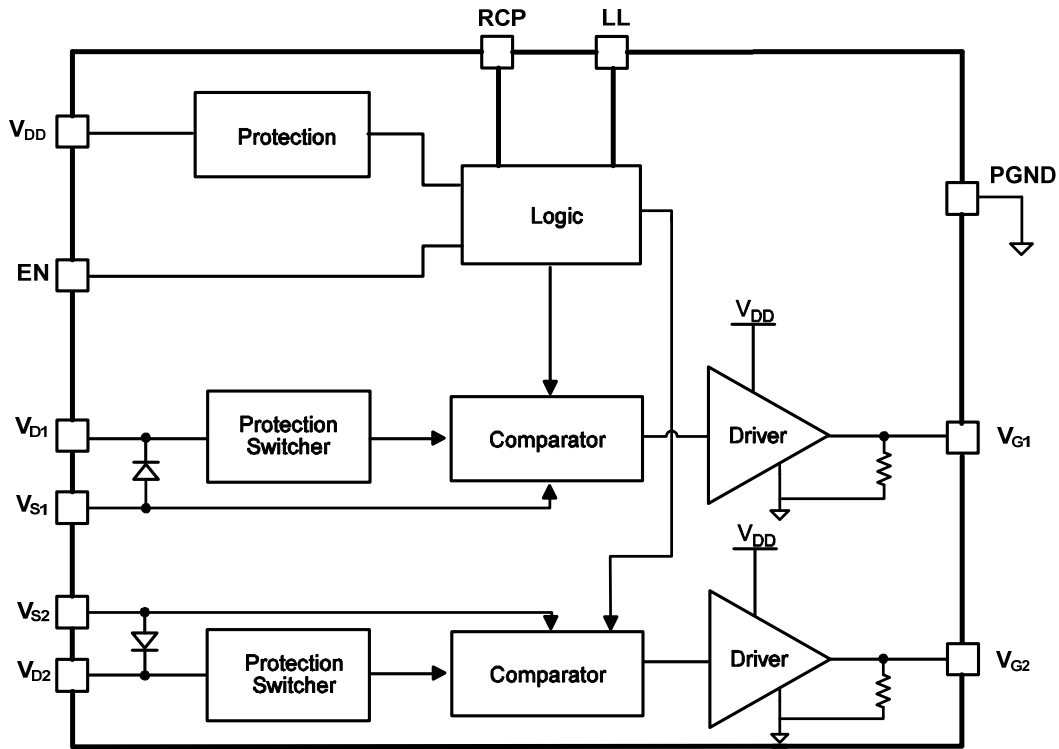 RCP
LL
VDD
Protection
PGND
Logic
EN
VDD
VD1
Protection
Switcher
Comparator
Driver
VG1
VS1
VDD
VS2
Protection
Switcher
Comparator
Driver
VD2
VG2